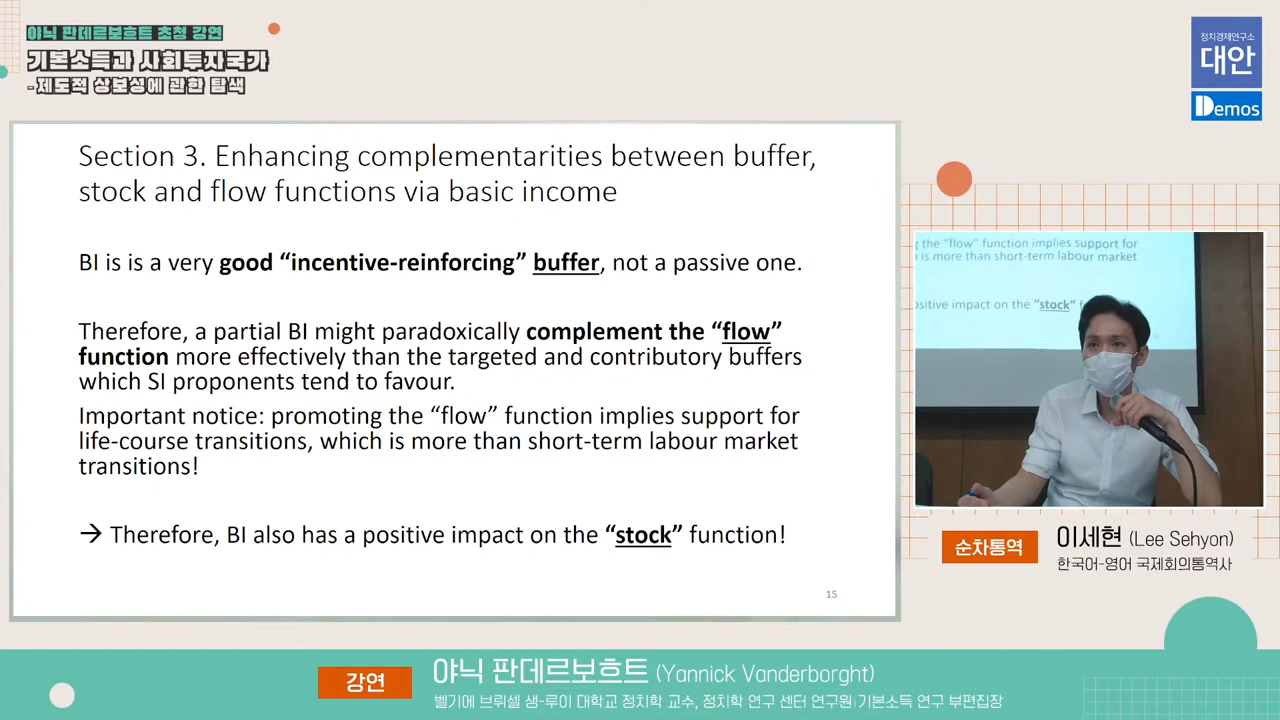 야닉 판데르보흐트 초청 강연
기본소득과 사회투자국가
- 제도적 상보성에 관한 탐색
정치경제연구소
대안
Demos
Section 3. Enhancing complementarities between buffer,
stock and flow functions via basic income
BI is is a very good “incentive-reinforcing” buffer, not a passive one.
Therefore, a partial BI might paradoxically complement the “flow”
function more effectively than the targeted and contributory buffers
which SI proponents tend to favour.
Important notice: promoting the “flow” function implies support for
life-course transitions, which is more than short-term labour market
transitions!
→ Therefore, BI also has a positive impact on the “stock” function!
15
the “flow” function implies support for
is more than short-term labour market
ositive impact on the “stock”
순차통역
이세현 (Lee Sehyon)
한국어-영어 국제회의통역사
강연
야닉 판데르보흐트 (Yannick Vanderborght)
벨기에 브뤼셀 생-루이 대학교 정치학 교수, 정치학 연구 센터 연구원, 기본소득 연구 부편집장